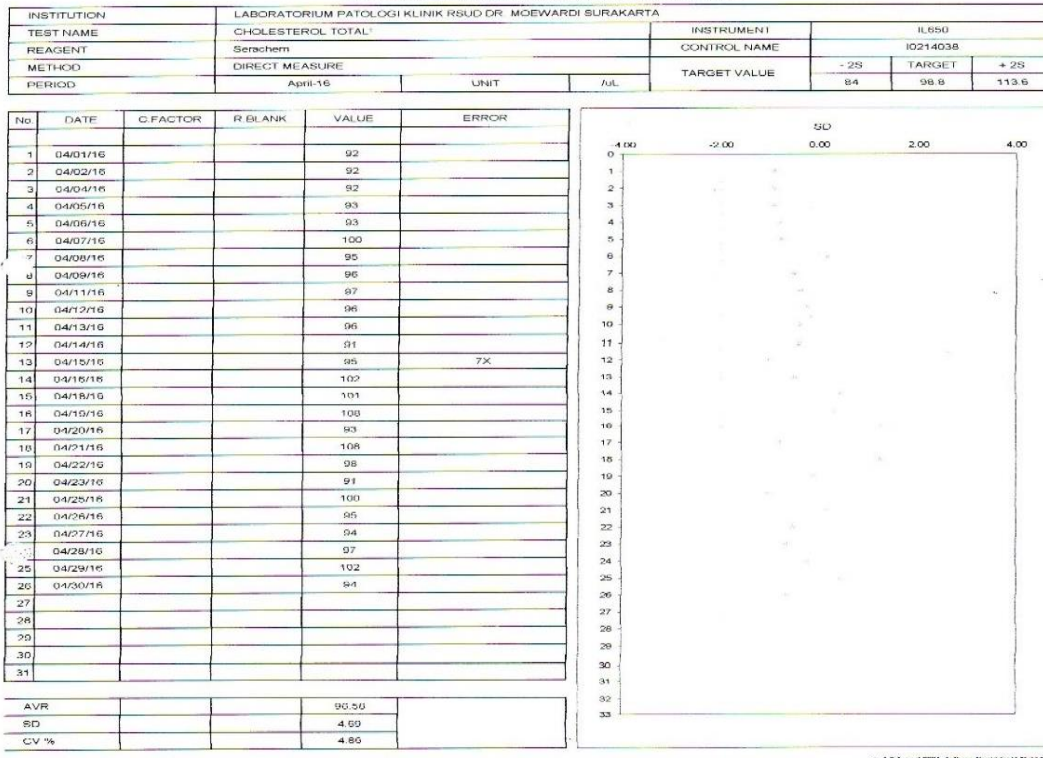 INSTITUTION LABORATORIUM PATOLOGI KLINIK RSUD DR. MOEWARDI SURAKARTA
TEST NAME CHOLESTEROL TOTAL INSTRUMENT IL650
REAGENT Serachem CONTROL NAME I0214038
METHOD DIRECT MEASURE TARGET VALUE - 2S TARGET + 2S
PERIOD April-16 UNIT /uL 84 98.8 113.6
No. DATE C.FACTOR R.BLANK VALUE ERROR
1 04/01/16 92
2 04/02/16 92
3 04/04/16 92
4 04/05/16 93
5 04/06/16 93
6 04/07/16 100
7 04/08/16 95
8 04/09/16 96
9 04/11/16 97
10 04/12/16 96
11 04/13/16 96
12 04/14/16 91
13 04/15/16 95 7X
14 04/16/16 102
15 04/18/16 101
16 04/19/16 108
17 04/20/16 93
18 04/21/16 108
19 04/22/16 98
20 04/23/16 91
21 04/25/16 100
22 04/26/16 95
23 04/27/16 94
04/28/16 97
25 04/29/16 102
26 04/30/16 94
27
28
29
30
31
AVR 96.50
SD 4.69
CV % 4.86
SD
-4.00 -2.00 0.00 2.00 4.00
0
1
2
3
4
5
6
7
8
9
10
11
12
13
14
15
16
17
18
19
20
21
22
23
24
25
26
27
28
29
30
31
32
33